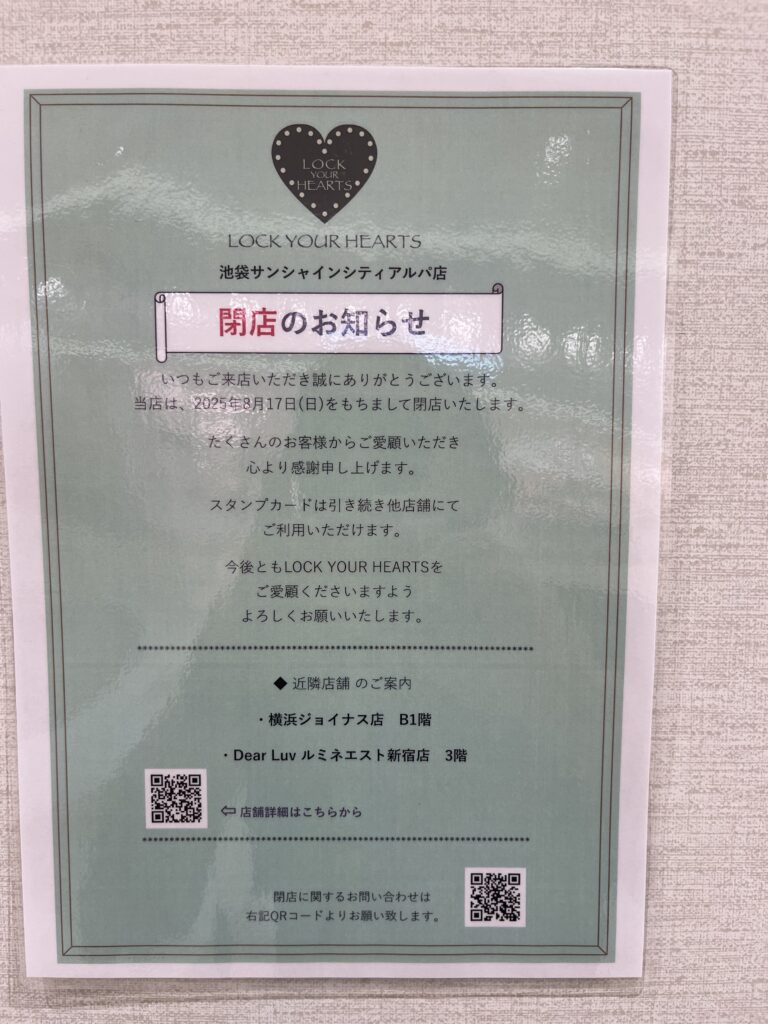 LOCK
YOUR
HEARTS
LOCK YOUR HEARTS
池袋サンシャインシティアルパ店
閉店のお知らせ
いつもご来店いただき誠にありがとうございます。
当店は、2025年8月17日(日)をもちまして閉店いたします。
たくさんのお客様からご愛顧いただき
心より感謝申し上げます。
スタンプカードは引き続き他店舗にて
ご利用いただけます。
今後ともLOCK YOUR HEARTSを
ご愛顧くださいますよう
よろしくお願いいたします。
◆ 近隣店舗 のご案内
・横浜ジョイナス店　B1階
・Dear Luv ルミネエスト新宿店　3階
⇦ 店舗詳細はこちらから
閉店に関するお問い合わせは
右記QRコードよりお願い致します。